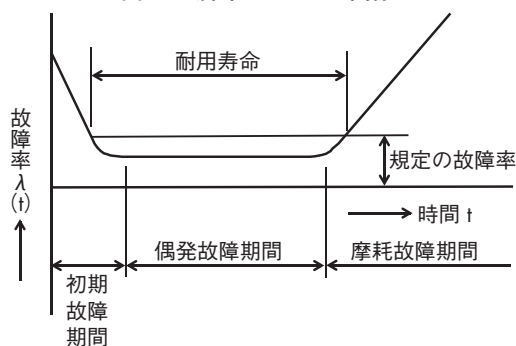 耐用寿命
故障率λ(t)
規定の故障率
時間 t
偶発故障期間
摩耗故障期間
初期
故障
期間